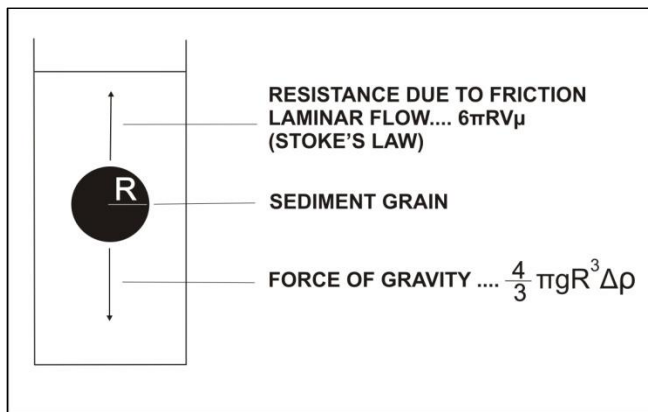 RESISTANCE DUE TO FRICTION
LAMINAR FLOW.... 6πRVμ
(STOKE'S LAW)
R
SEDIMENT GRAIN
FORCE OF GRAVITY .... 4/3 πgR³Δρ